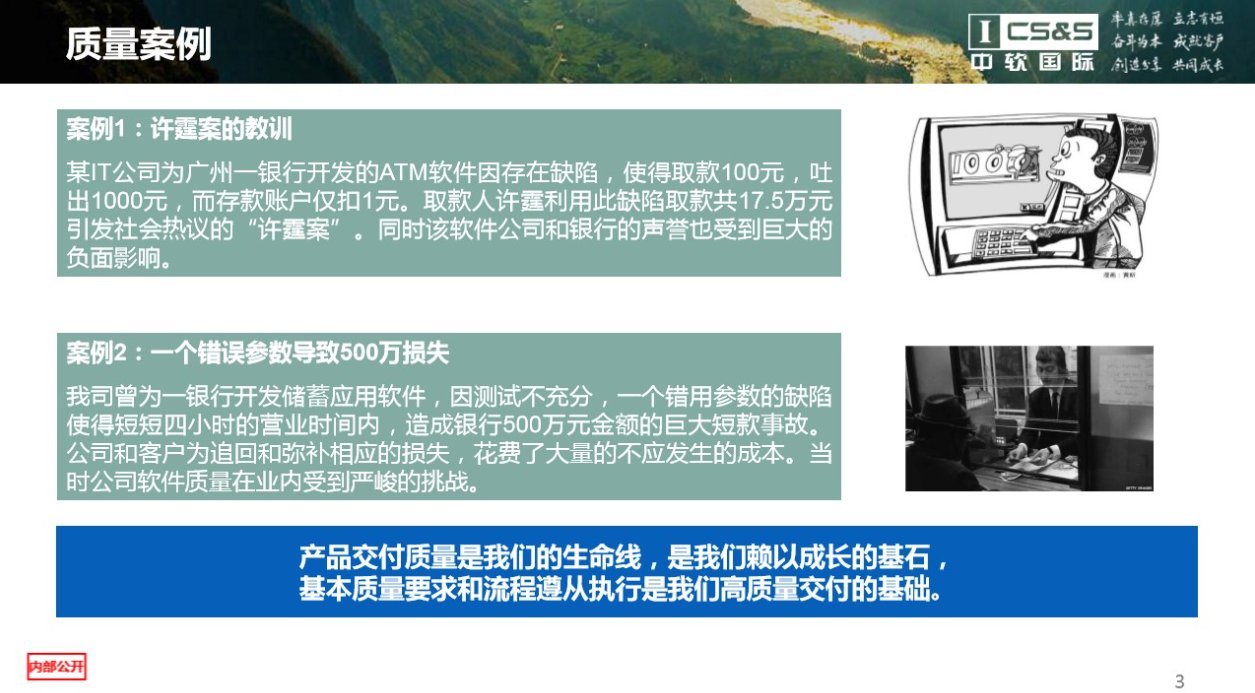 质量案例
ICS&S
中软国际
率真存厚 立志有恒
奋斗为本 成就客户
创造分享 共同成长
案例1：许霆案的教训
某IT公司为广州一银行开发的ATM软件因存在缺陷，使得取款100元，吐
出1000元，而存款账户仅扣1元。取款人许霆利用此缺陷取款共17.5万元
引发社会热议的“许霆案”。同时该软件公司和银行的声誉也受到巨大的
负面影响。
案例2：一个错误参数导致500万损失
我司曾为一银行开发储蓄应用软件，因测试不充分，一个错用参数的缺陷
使得短短四小时的营业时间内，造成银行500万元金额的巨大短款事故。
公司和客户为追回和弥补相应的损失，花费了大量的不应发生的成本。当
时公司软件质量在业内受到严峻的挑战。
产品交付质量是我们的生命线，是我们赖以成长的基石，
基本质量要求和流程遵从执行是我们高质量交付的基础。
内部公开
3